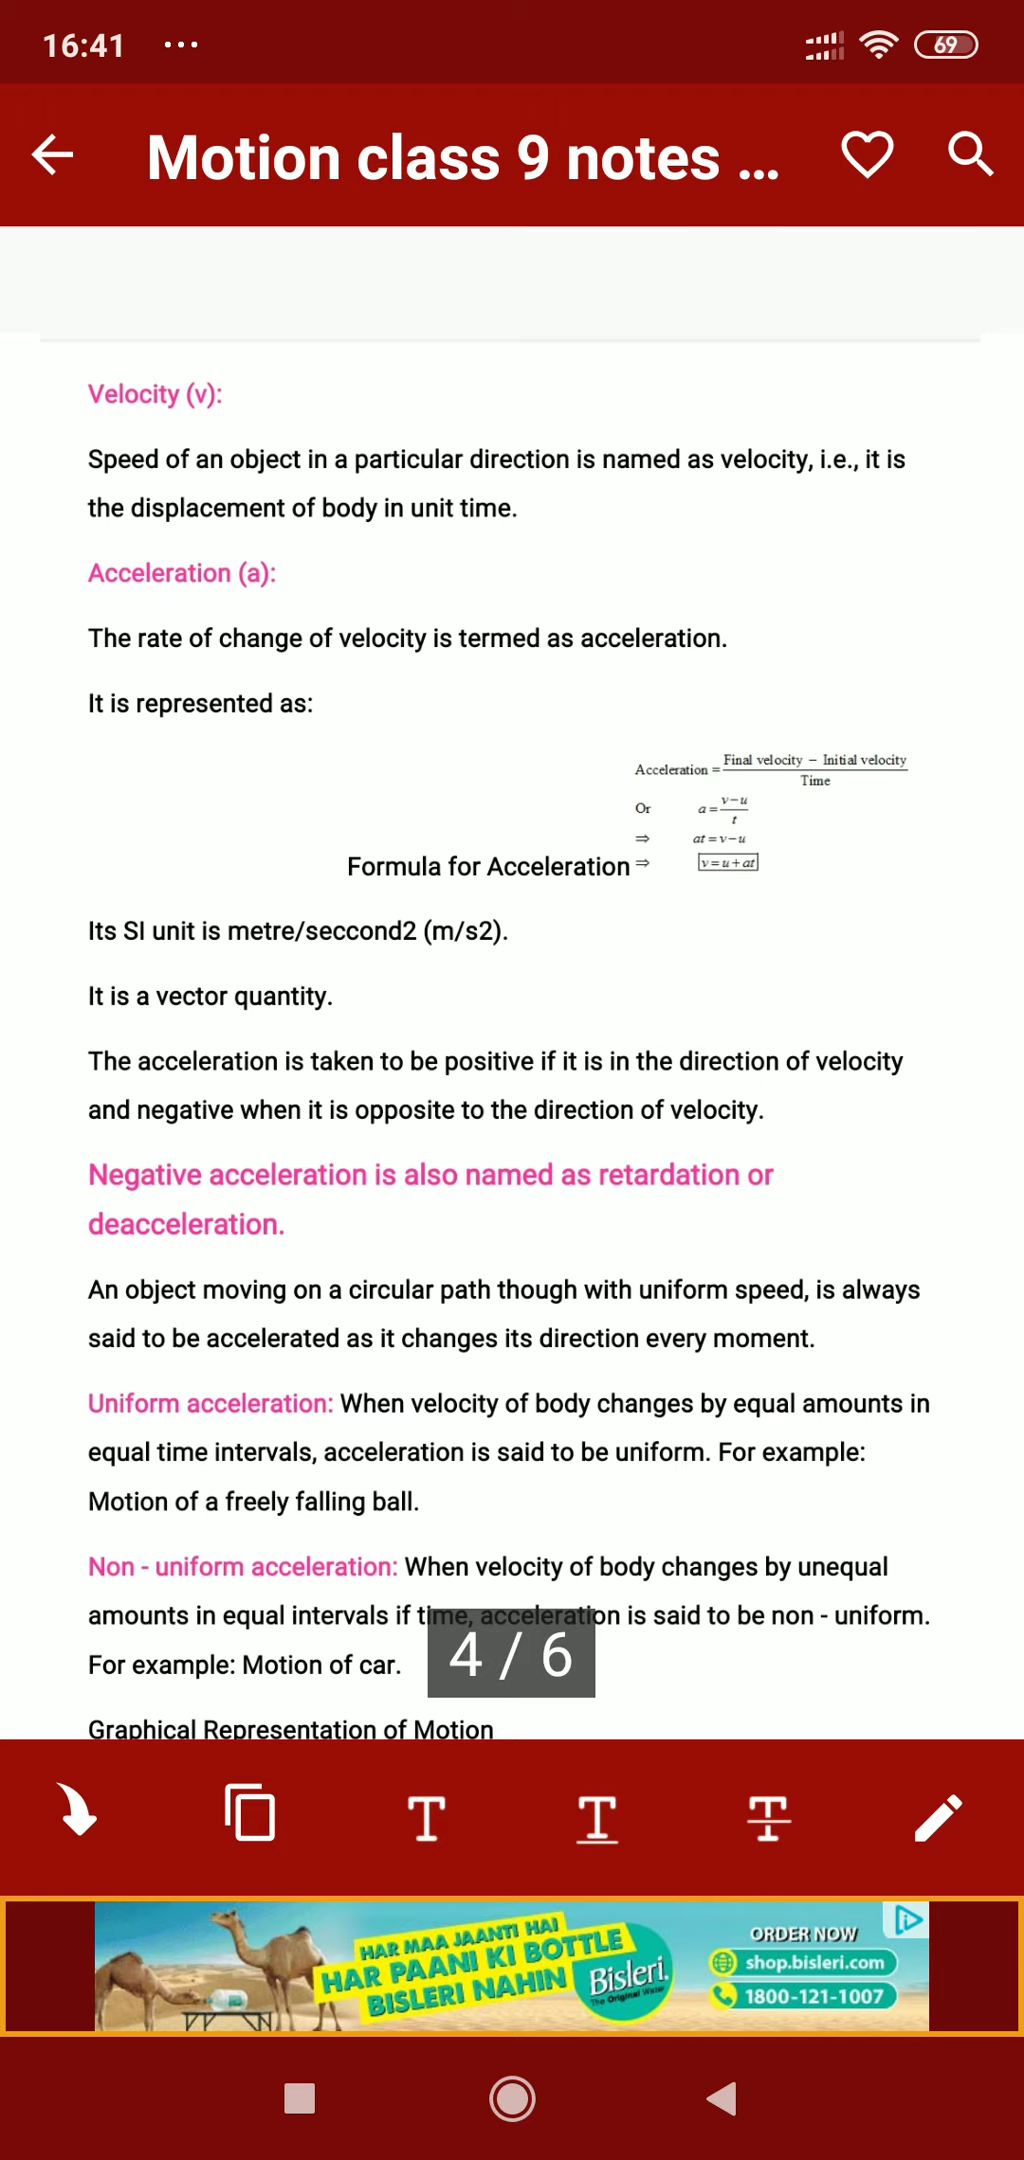 16:41 ...
69
Motion class 9 notes ...
Velocity (v):
Speed of an object in a particular direction is named as velocity, i.e., it is
the displacement of body in unit time.
Acceleration (a):
The rate of change of velocity is termed as acceleration.
It is represented as:
Acceleration = Final velocity − Initial velocity / Time
Or a = v−u / t
⇒ at = v−u
Formula for Acceleration ⇒ v = u + at
Its SI unit is metre/seccond2 (m/s2).
It is a vector quantity.
The acceleration is taken to be positive if it is in the direction of velocity
and negative when it is opposite to the direction of velocity.
Negative acceleration is also named as retardation or
deacceleration.
An object moving on a circular path though with uniform speed, is always
said to be accelerated as it changes its direction every moment.
Uniform acceleration: When velocity of body changes by equal amounts in
equal time intervals, acceleration is said to be uniform. For example:
Motion of a freely falling ball.
Non - uniform acceleration: When velocity of body changes by unequal
amounts in equal intervals if time, acceleration is said to be non - uniform.
For example: Motion of car.
4 / 6
Graphical Representation of Motion
T T T
HAR MAA JAANTI HAI
HAR PAANI KI BOTTLE
BISLERI NAHIN
Bisleri.
The Original Water
ORDER NOW
shop.bisleri.com
1800-121-1007